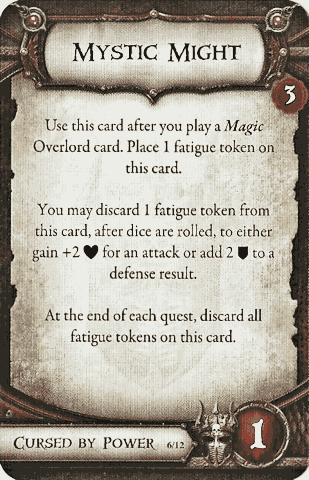 Mystic Might
3
Use this card after you play a Magic
Overlord card. Place 1 fatigue token on
this card.
You may discard 1 fatigue token from
this card, after dice are rolled, to either
gain +2 ♥ for an attack or add 2 to a
defense result.
At the end of each quest, discard all
fatigue tokens on this card.
Cursed by Power 6/12
1